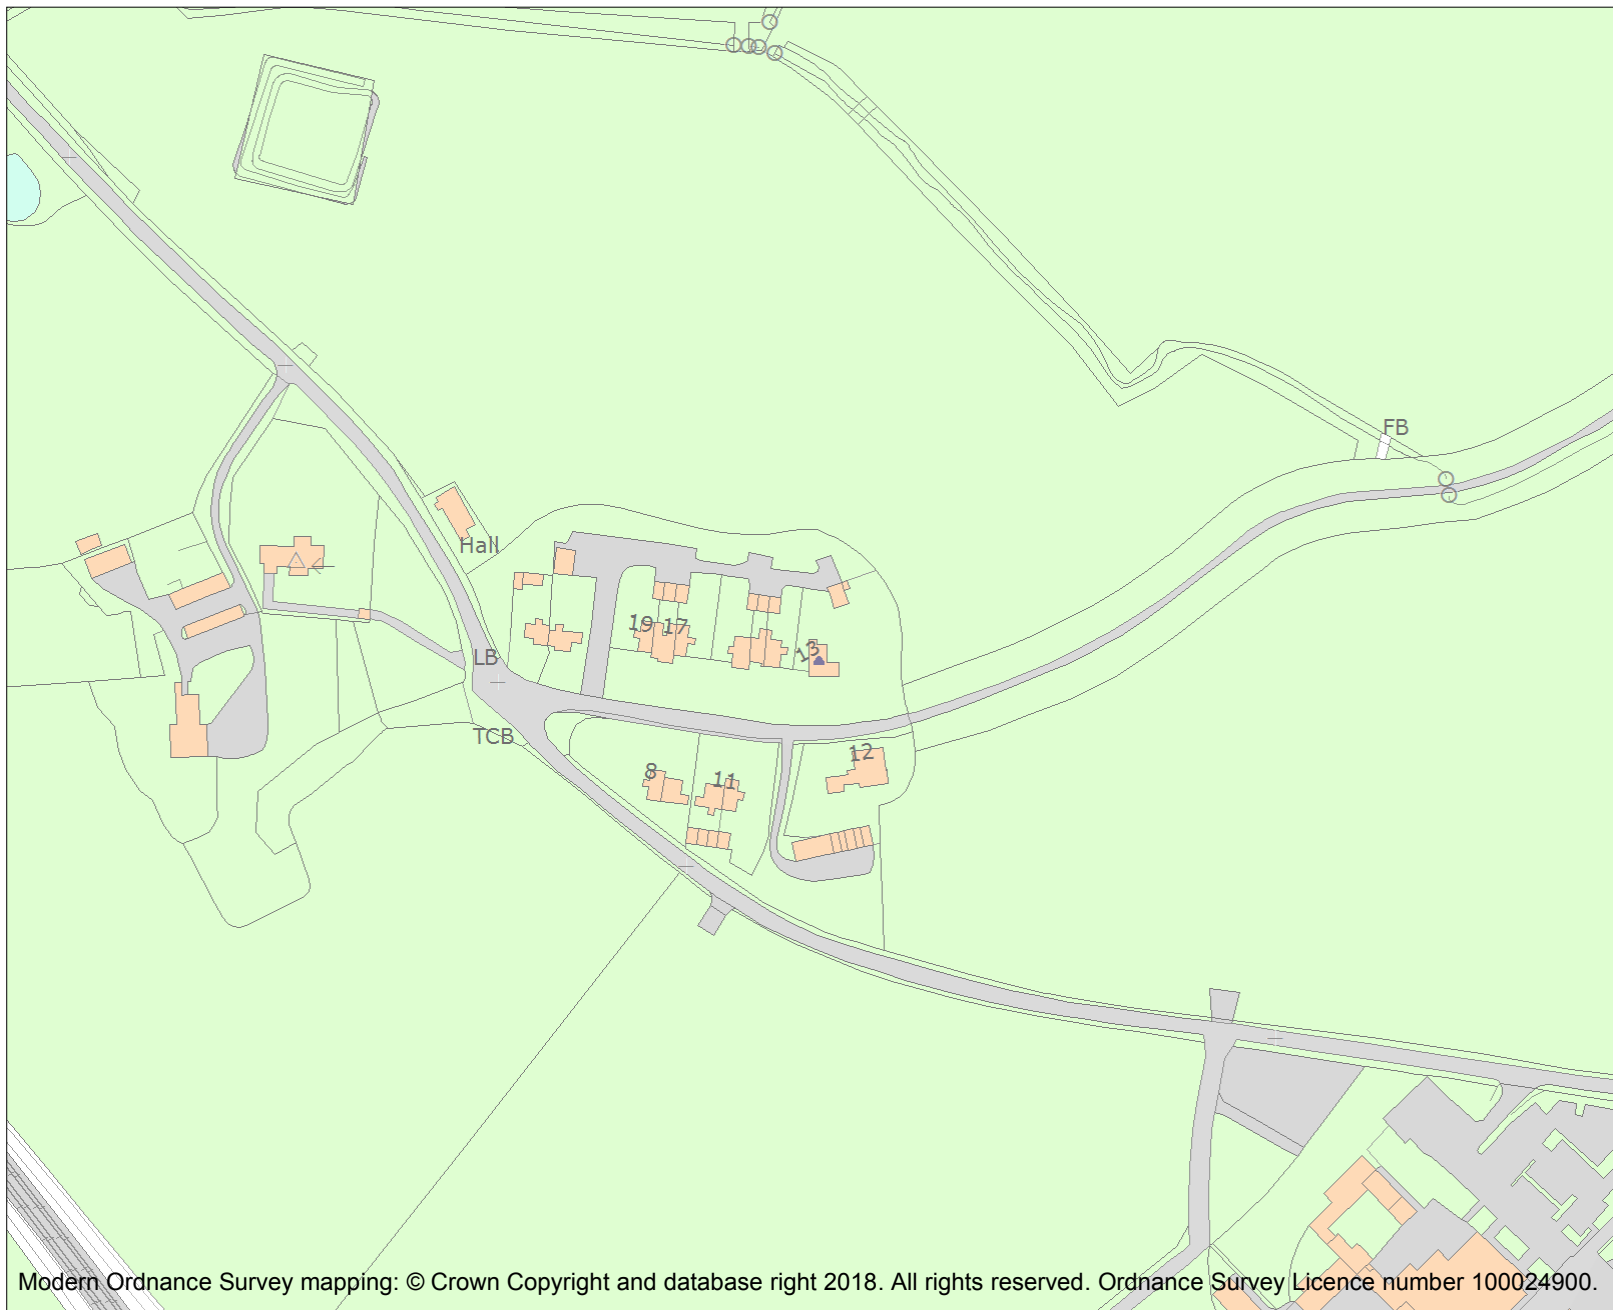 FB
Hall
19 17
13
LB
TCB
12
8
11
Modern Ordnance Survey mapping: © Crown Copyright and database right 2018. All rights reserved. Ordnance Survey Licence number 100024900.